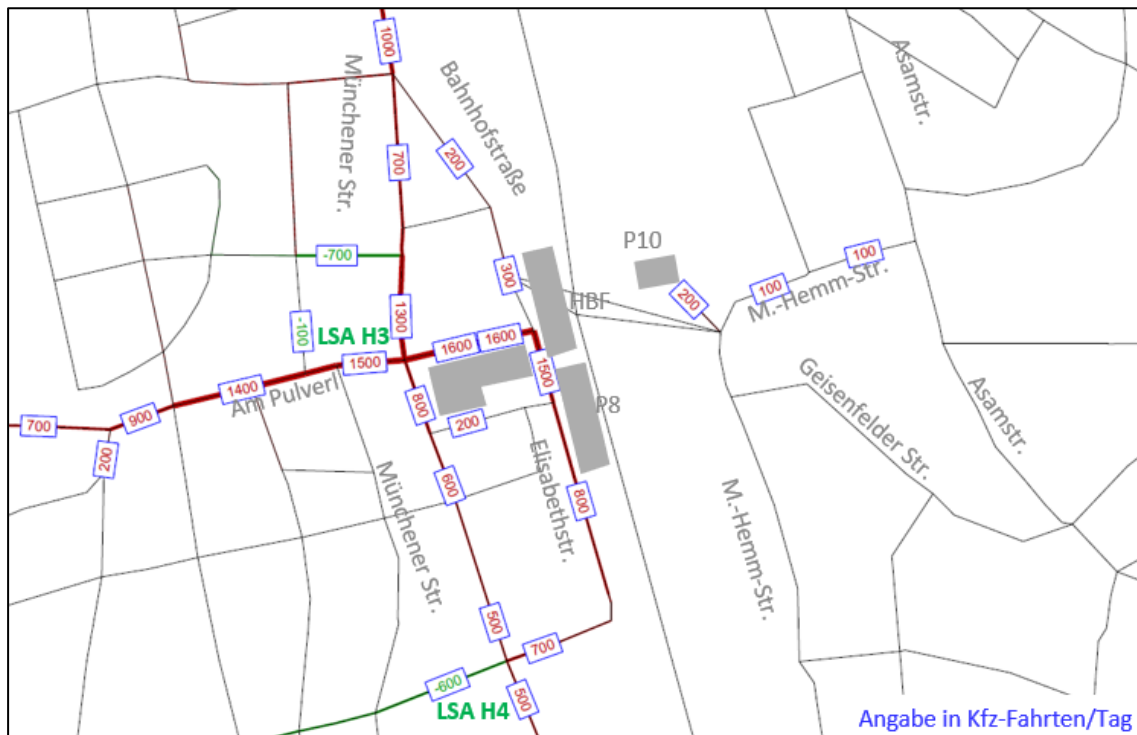 1000
Münchener Str.
Bahnhofstraße
Asamstr.
700
200
-700
P10
100
100
M.-Hemm-Str.
200
300
HBF
-100
LSA H3
1300
1600
1600
1500
1500
1400
Am Pulverl
800
P8
900
700
200
200
Geisenfelder Str.
Asamstr.
Münchener Str.
600
Elisabethstr.
800
M.-Hemm-Str.
500
700
-600
LSA H4
500
Angabe in Kfz-Fahrten/Tag